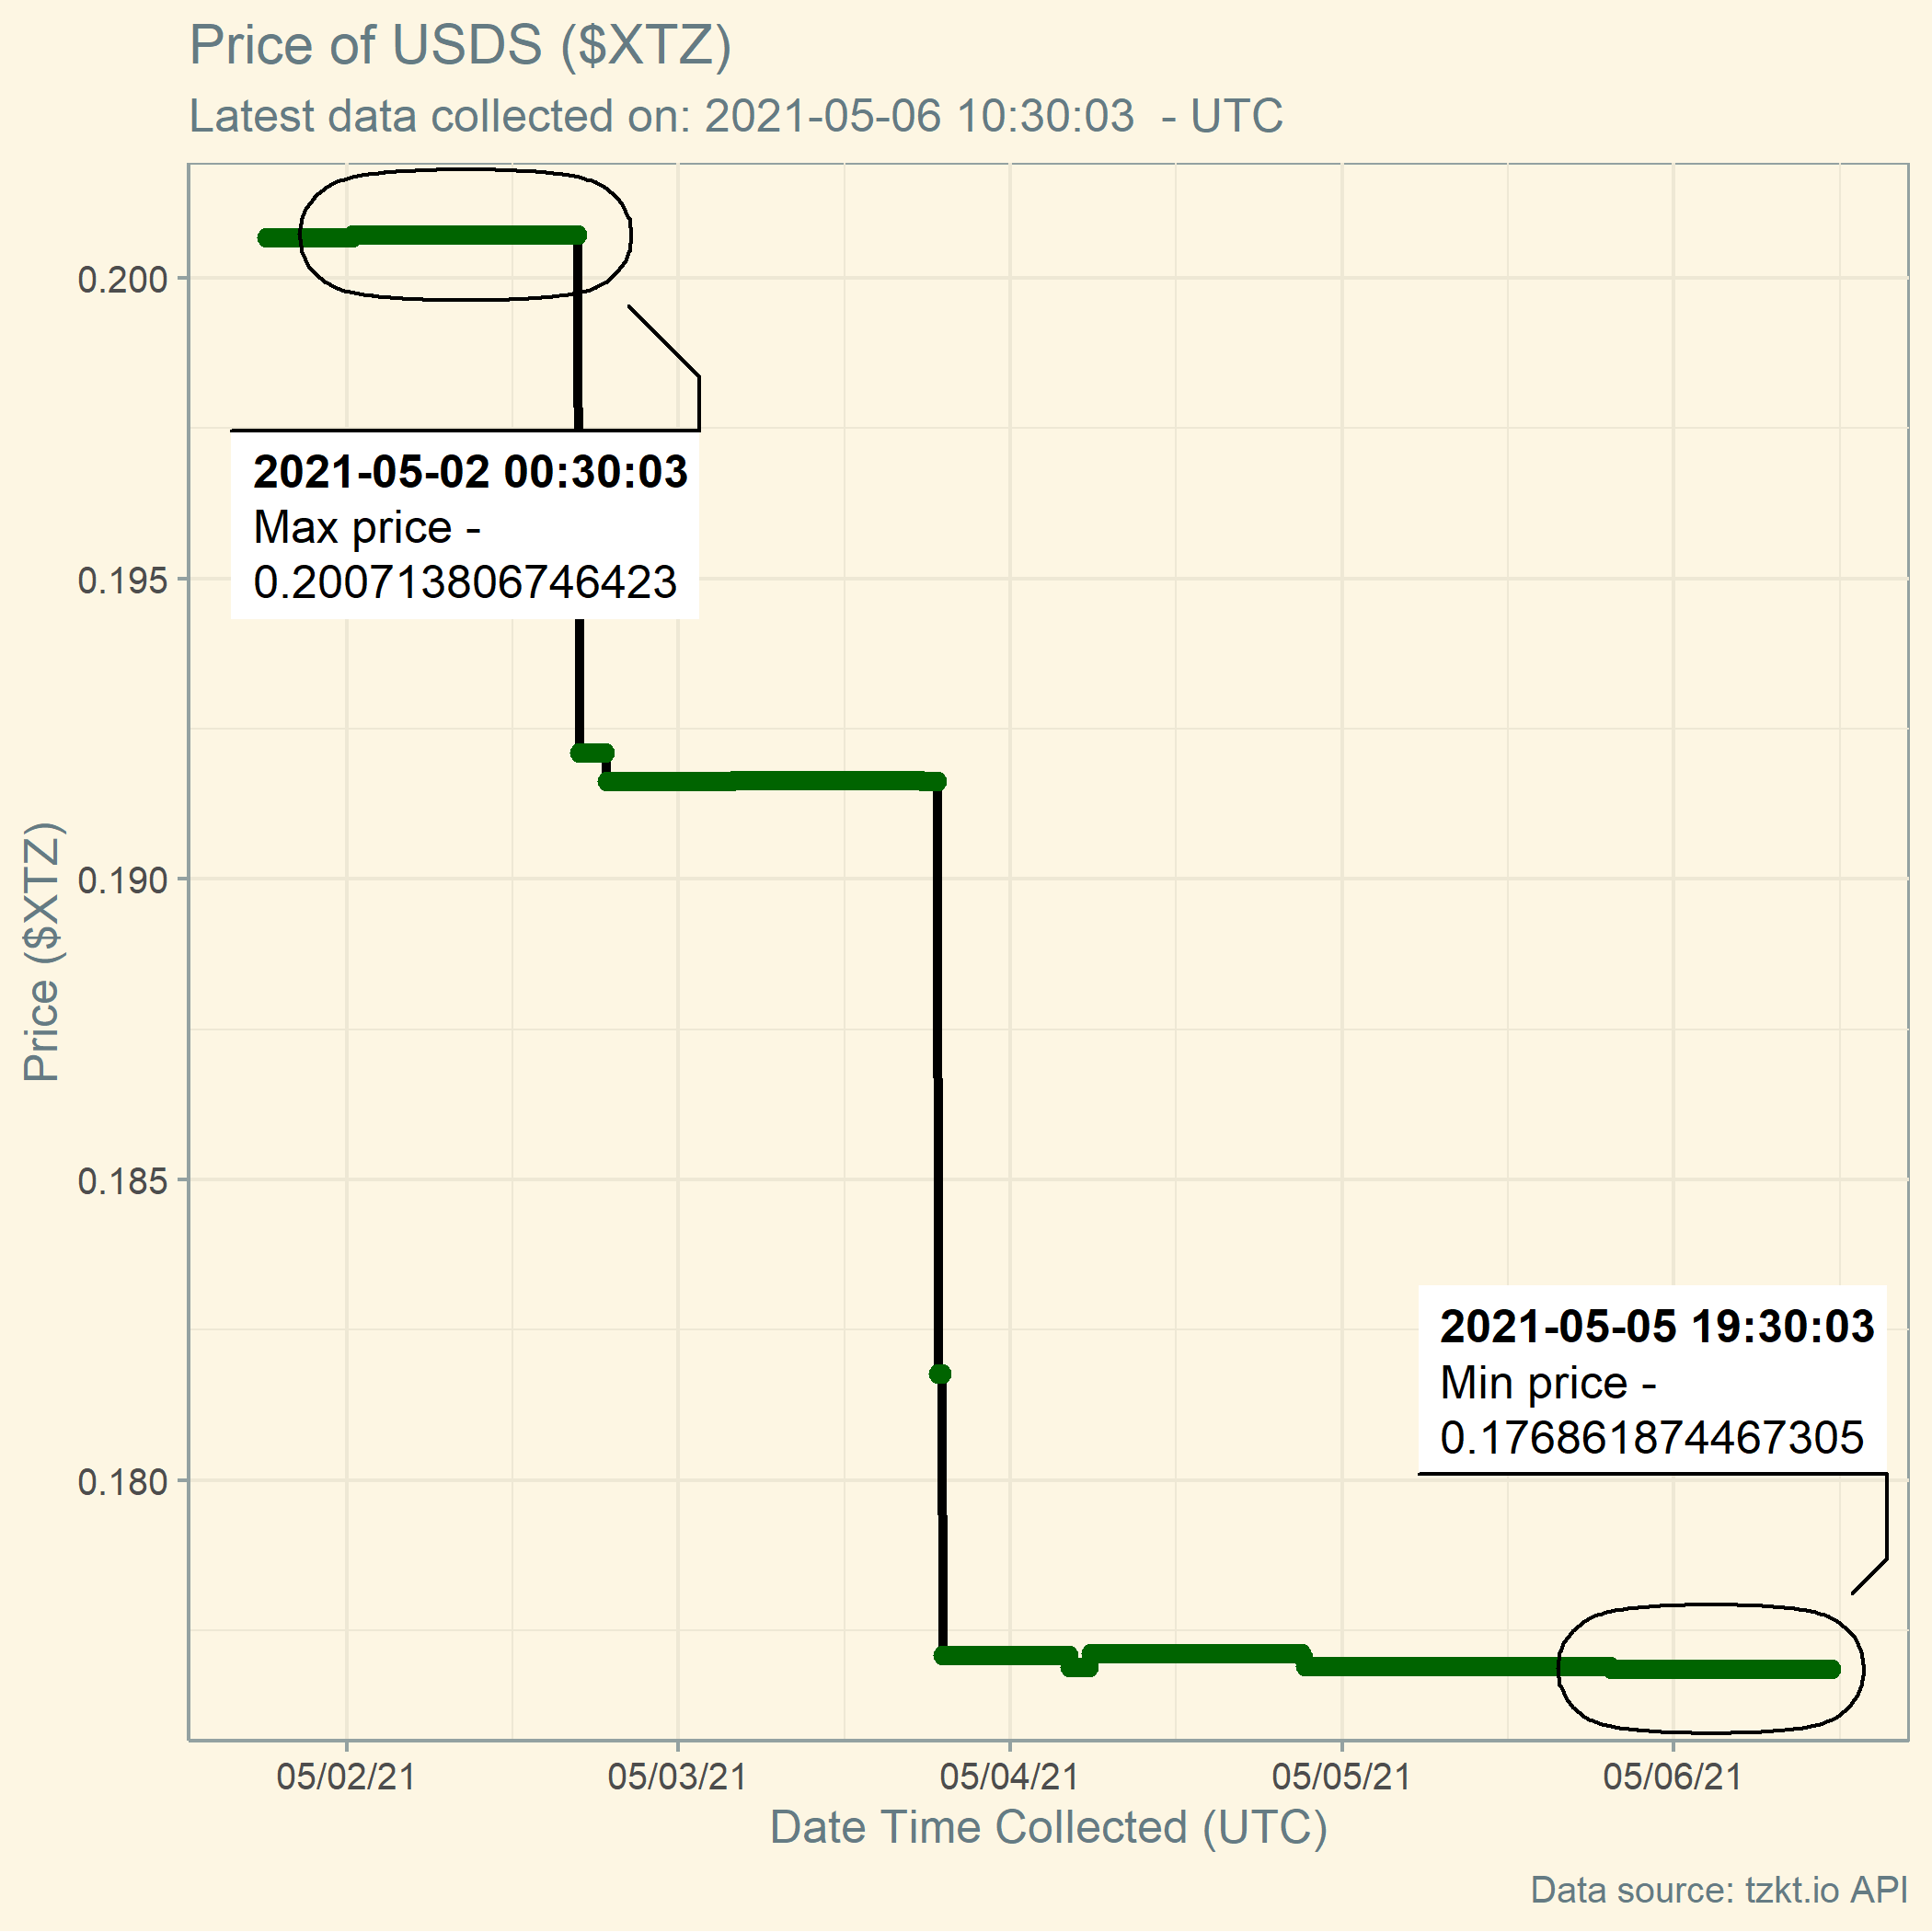 Price of USDS ($XTZ)
Latest data collected on: 2021-05-06 10:30:03  - UTC
0.200
2021-05-02 00:30:03
Max price -
0.200713806746423
0.195
0.190
Price ($XTZ)
0.185
2021-05-05 19:30:03
Min price -
0.176861874467305
0.180
05/02/21 05/03/21 05/04/21 05/05/21 05/06/21
Date Time Collected (UTC)
Data source: tzkt.io API